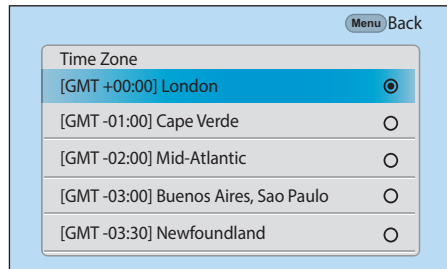 Menu Back
Time Zone
[GMT +00:00] London
[GMT -01:00] Cape Verde
[GMT -02:00] Mid-Atlantic
[GMT -03:00] Buenos Aires, Sao Paulo
[GMT -03:30] Newfoundland